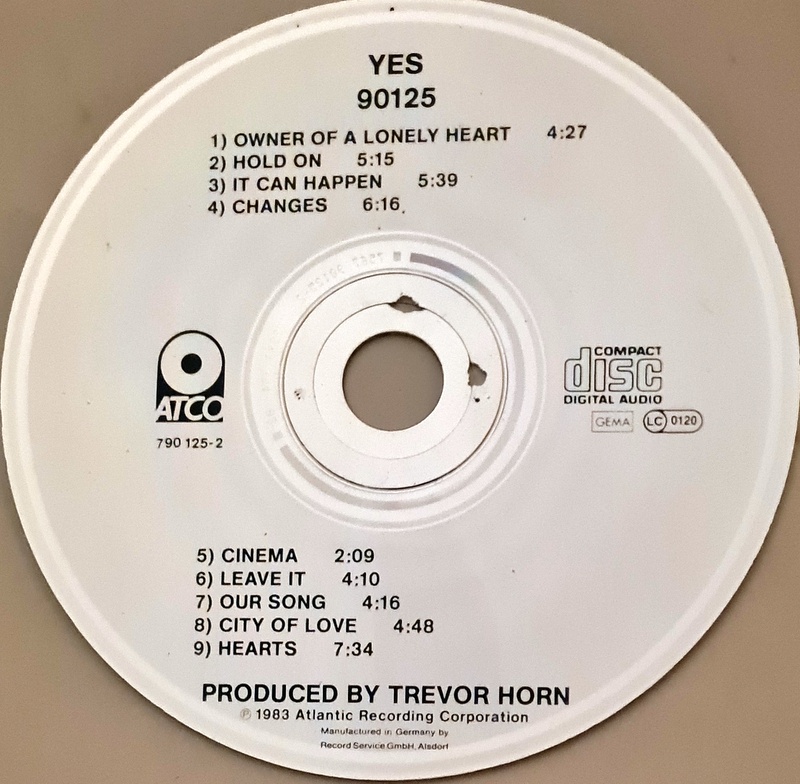 YES
90125
1) OWNER OF A LONELY HEART 4:27
2) HOLD ON 5:15
3) IT CAN HAPPEN 5:39
4) CHANGES 6:16
ATCO
790 125-2
COMPACT
disc
DIGITAL AUDIO
GEMA LC 0120
5) CINEMA 2:09
6) LEAVE IT 4:10
7) OUR SONG 4:16
8) CITY OF LOVE 4:48
9) HEARTS 7:34
PRODUCED BY TREVOR HORN
℗ 1983 Atlantic Recording Corporation
Manufactured in Germany by
Record Service GmbH, Alsdorf